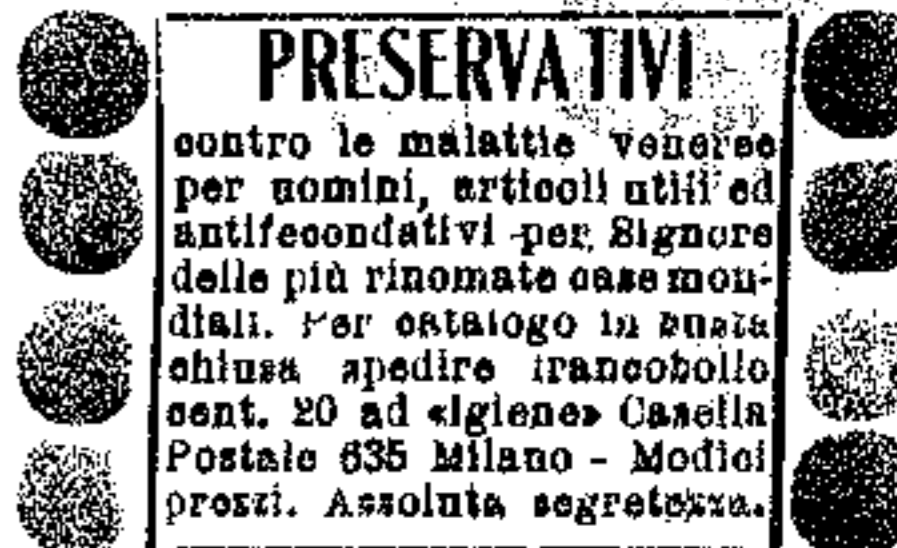 PRESERVATIVI
contro le malattie veneree
per uomini, articoli utili ed
antifecondativi per Signore
delle più rinomate case mon-
diali. Per catalogo in busta
chiusa spedire francobollo
cent. 20 ad «Igiene» Casella
Postale 635 Milano - Modici
prezzi. Assoluta segretezza.